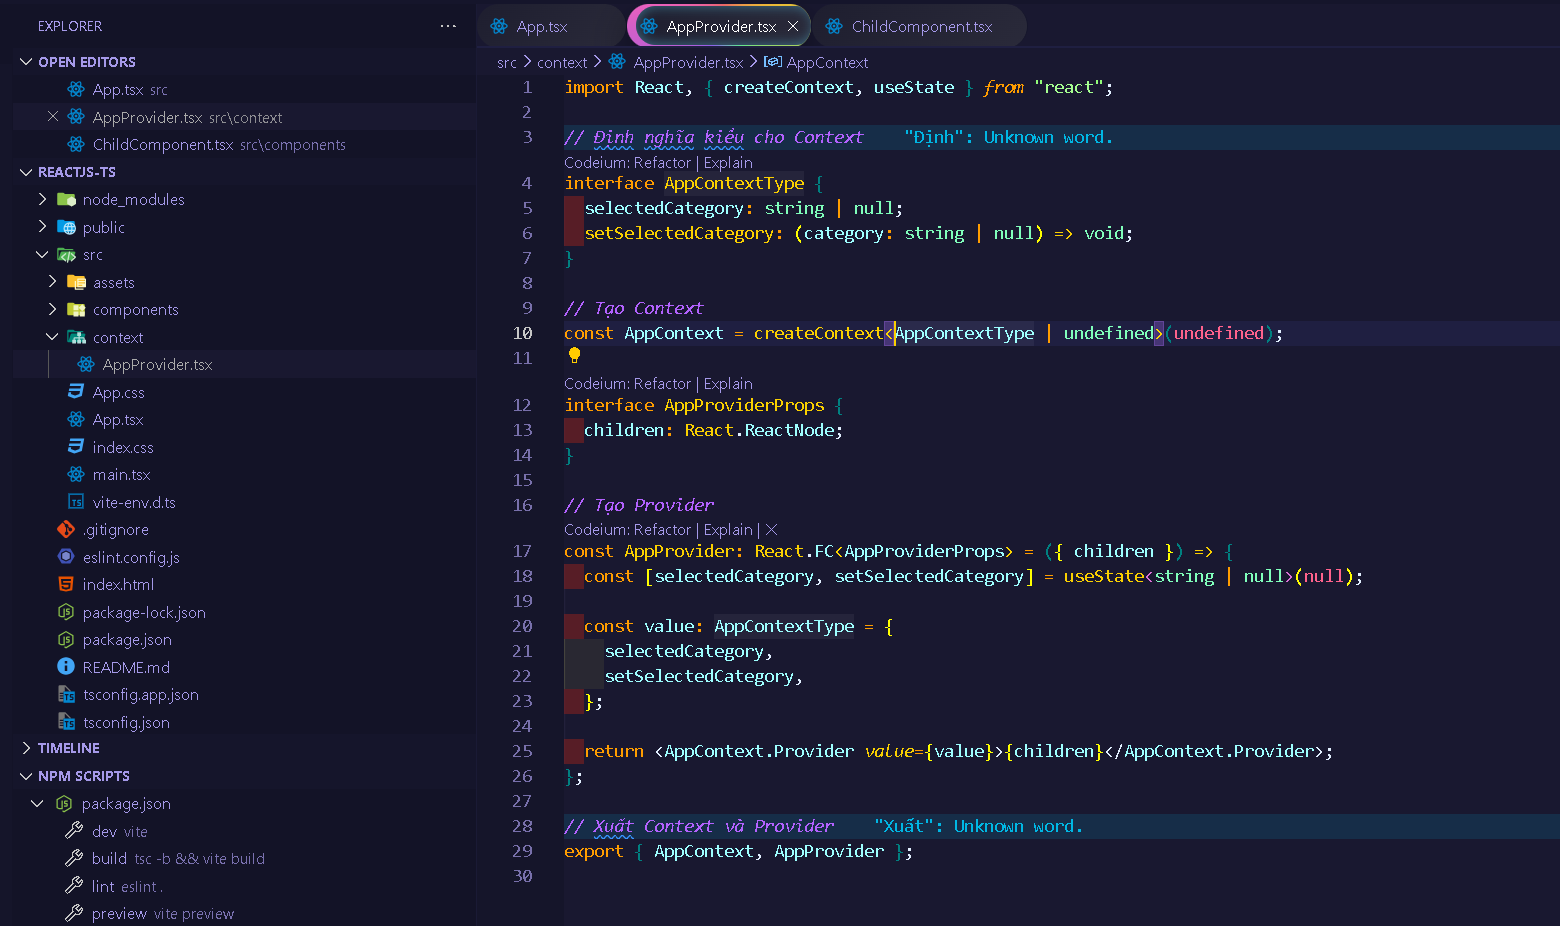 EXPLORER ...
OPEN EDITORS
App.tsx src
AppProvider.tsx src\context
ChildComponent.tsx src\components
REACTJS-TS
node_modules
public
src
assets
components
context
AppProvider.tsx
App.css
App.tsx
index.css
main.tsx
vite-env.d.ts
.gitignore
eslint.config.js
index.html
package-lock.json
package.json
README.md
tsconfig.app.json
tsconfig.json
TIMELINE
NPM SCRIPTS
package.json
dev vite
build tsc -b && vite build
lint eslint .
preview vite preview
App.tsx AppProvider.tsx ChildComponent.tsx
src > context > AppProvider.tsx > AppContext
1 import React, { createContext, useState } from "react";
2
3 // Định nghĩa kiểu cho Context "Định": Unknown word.
Codeium: Refactor | Explain
4 interface AppContextType {
5 selectedCategory: string | null;
6 setSelectedCategory: (category: string | null) => void;
7 }
8
9 // Tạo Context
10 const AppContext = createContext<AppContextType | undefined>(undefined);
11
Codeium: Refactor | Explain
12 interface AppProviderProps {
13 children: React.ReactNode;
14 }
15
16 // Tạo Provider
Codeium: Refactor | Explain | X
17 const AppProvider: React.FC<AppProviderProps> = ({ children }) => {
18 const [selectedCategory, setSelectedCategory] = useState<string | null>(null);
19
20 const value: AppContextType = {
21 selectedCategory,
22 setSelectedCategory,
23 };
24
25 return <AppContext.Provider value={value}>{children}</AppContext.Provider>;
26 };
27
28 // Xuất Context và Provider "Xuất": Unknown word.
29 export { AppContext, AppProvider };
30